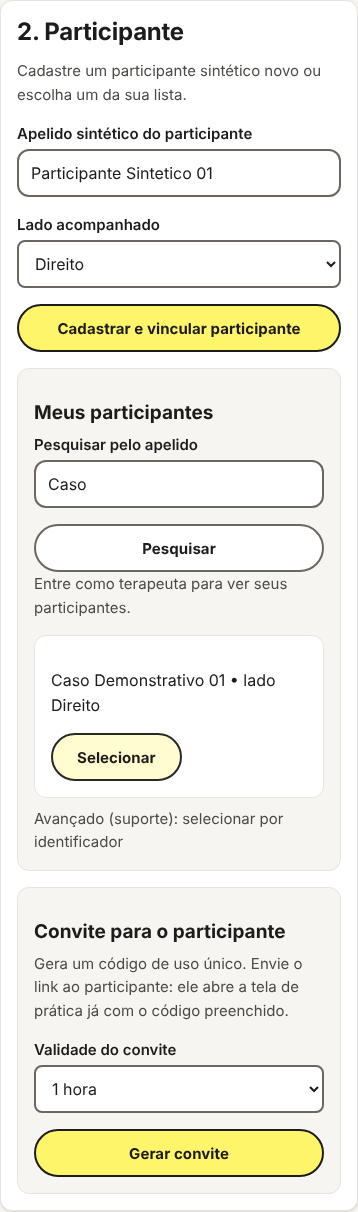 2. Participante
Cadastre um participante sintético novo ou
escolha um da sua lista.
Apelido sintético do participante
Participante Sintetico 01
Lado acompanhado
Direito
Cadastrar e vincular participante
Meus participantes
Pesquisar pelo apelido
Caso
Pesquisar
Entre como terapeuta para ver seus
participantes.
Caso Demonstrativo 01 • lado
Direito
Selecionar
Avançado (suporte): selecionar por
identificador
Convite para o participante
Gera um código de uso único. Envie o
link ao participante: ele abre a tela de
prática já com o código preenchido.
Validade do convite
1 hora
Gerar convite